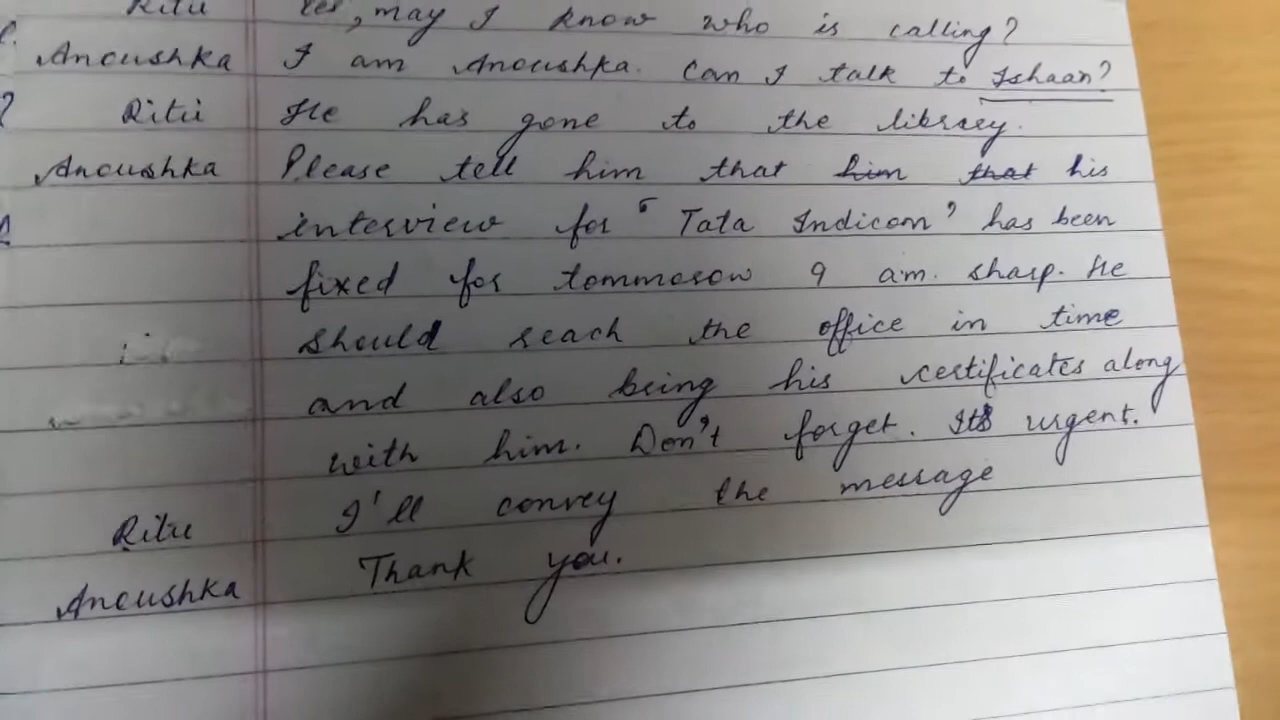 Ritu Yes, may I know who is calling?
Anoushka I am Anoushka. Can I talk to Ishaan?
Ritu He has gone to the library.
Anoushka Please tell him that him that his
interview for 'Tata Indicom' has been
fixed for tommorow 9 am. sharp. He
should reach the office in time
and also bring his certificates along
with him. Don't forget. Its urgent.
Ritu I'll convey the message
Anoushka Thank you.